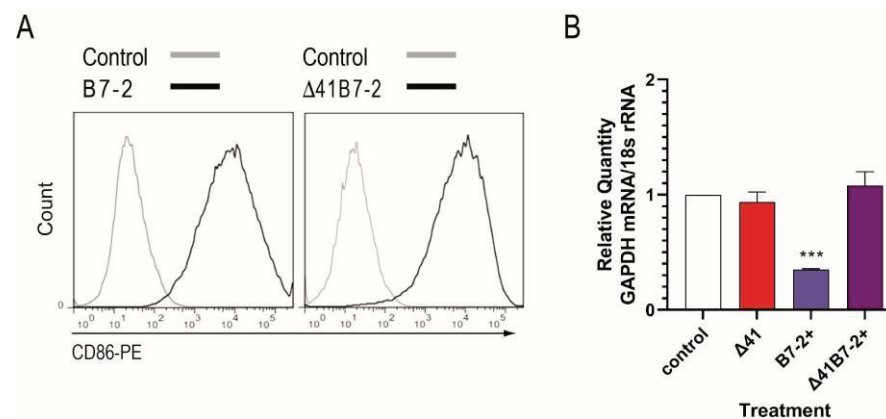 A
Control
B7-2
Control
Δ41B7-2
Count
0
10^0 10^1 10^2 10^3 10^4 10^5
0
10^0 10^1 10^2 10^3 10^4 10^5
CD86-PE
B
Relative Quantity
GAPDH mRNA/18s rRNA
2
1
0
***
control
Δ41
B7-2+
Δ41B7-2+
Treatment